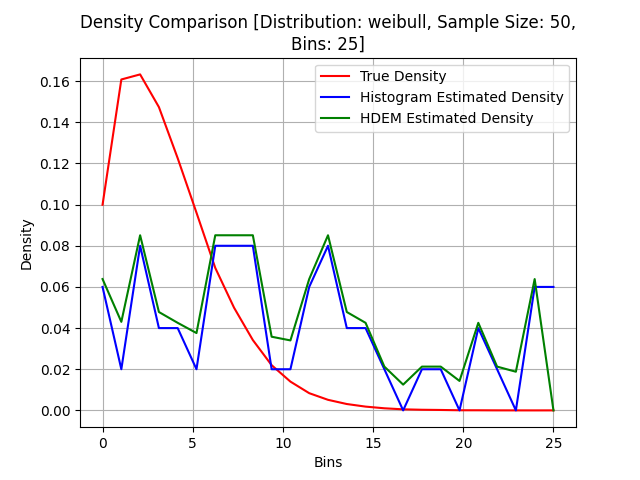 Density Comparison [Distribution: weibull, Sample Size: 50,
Bins: 25]
True Density
Histogram Estimated Density
HDEM Estimated Density
Density
0.16
0.14
0.12
0.10
0.08
0.06
0.04
0.02
0.00
0 5 10 15 20 25
Bins